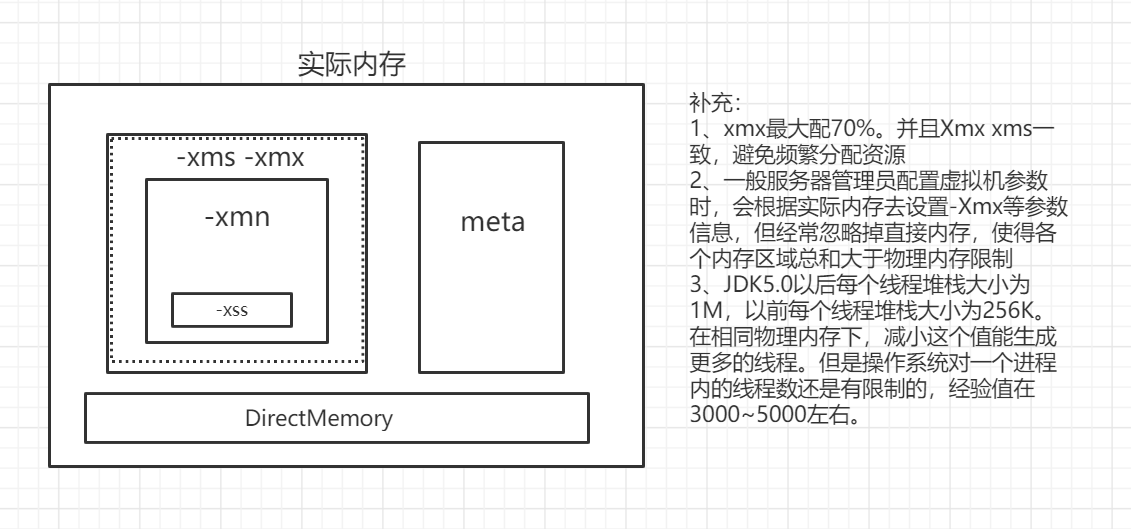 实际内存
-xms -xmx
-xmn
-xss
meta
DirectMemory
补充：
1、xmx最大配70%。并且Xmx xms一
致，避免频繁分配资源
2、一般服务器管理员配置虚拟机参数
时，会根据实际内存去设置-Xmx等参数
信息，但经常忽略掉直接内存，使得各
个内存区域总和大于物理内存限制
3、JDK5.0以后每个线程堆栈大小为
1M，以前每个线程堆栈大小为256K。
在相同物理内存下，减小这个值能生成
更多的线程。但是操作系统对一个进程
内的线程数还是有限制的，经验值在
3000~5000左右。